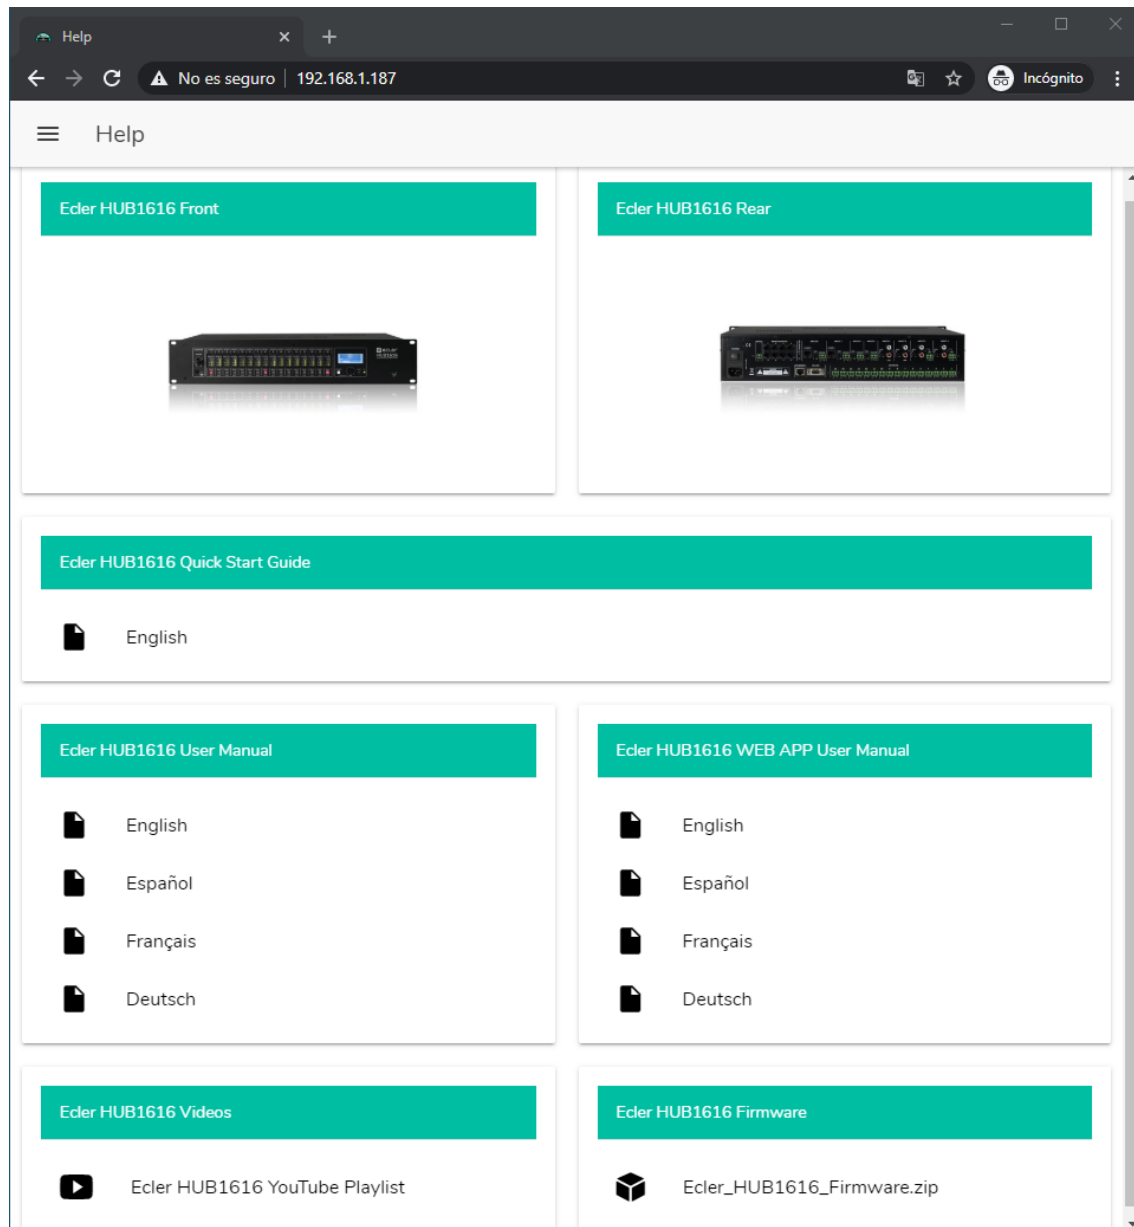 Help
No es seguro
192.168.1.187
Incógnito
Help
Ecler HUB1616 Front
Ecler HUB1616 Rear
ECLER
Ecler HUB1616 Quick Start Guide
English
Ecler HUB1616 User Manual
English
Español
Français
Deutsch
Ecler HUB1616 WEB APP User Manual
English
Español
Français
Deutsch
Ecler HUB1616 Videos
Ecler HUB1616 YouTube Playlist
Ecler HUB1616 Firmware
Ecler_HUB1616_Firmware.zip